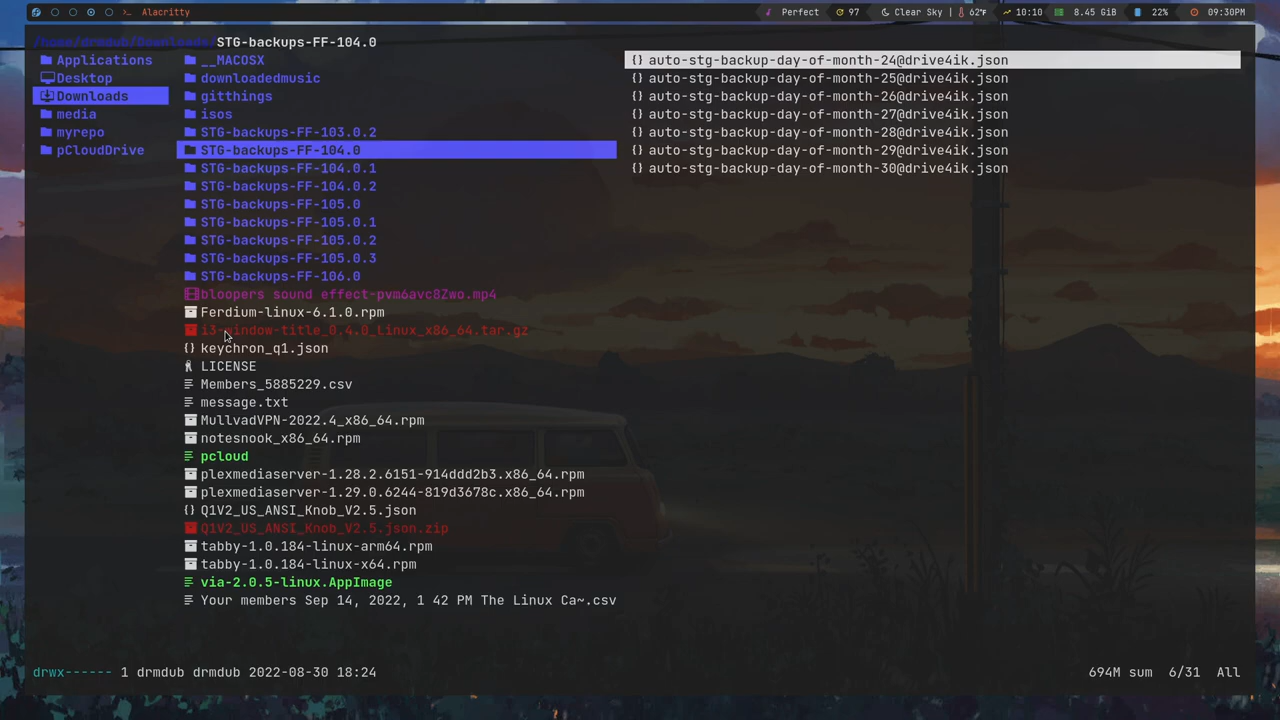 >_ Alacritty
Perfect 97 Clear Sky | 62°F 10:10 8.45 GiB 22% 09:30PM
/home/drmdub/Downloads/STG-backups-FF-104.0
Applications
Desktop
Downloads
media
myrepo
pCloudDrive
__MACOSX
downloadedmusic
gitthings
isos
STG-backups-FF-103.0.2
STG-backups-FF-104.0
STG-backups-FF-104.0.1
STG-backups-FF-104.0.2
STG-backups-FF-105.0
STG-backups-FF-105.0.1
STG-backups-FF-105.0.2
STG-backups-FF-105.0.3
STG-backups-FF-106.0
bloopers sound effect-pvm6avc8Zwo.mp4
Ferdium-linux-6.1.0.rpm
i3-window-title_0.4.0_Linux_x86_64.tar.gz
{} keychron_q1.json
LICENSE
Members_5885229.csv
message.txt
MullvadVPN-2022.4_x86_64.rpm
notesnook_x86_64.rpm
pcloud
plexmediaserver-1.28.2.6151-914ddd2b3.x86_64.rpm
plexmediaserver-1.29.0.6244-819d3678c.x86_64.rpm
{} Q1V2_US_ANSI_Knob_V2.5.json
Q1V2_US_ANSI_Knob_V2.5.json.zip
tabby-1.0.184-linux-arm64.rpm
tabby-1.0.184-linux-x64.rpm
via-2.0.5-linux.AppImage
Your members Sep 14, 2022, 1 42 PM The Linux Ca~.csv
{} auto-stg-backup-day-of-month-24@drive4ik.json
{} auto-stg-backup-day-of-month-25@drive4ik.json
{} auto-stg-backup-day-of-month-26@drive4ik.json
{} auto-stg-backup-day-of-month-27@drive4ik.json
{} auto-stg-backup-day-of-month-28@drive4ik.json
{} auto-stg-backup-day-of-month-29@drive4ik.json
{} auto-stg-backup-day-of-month-30@drive4ik.json
drwx------ 1 drmdub drmdub 2022-08-30 18:24
694M sum 6/31 All